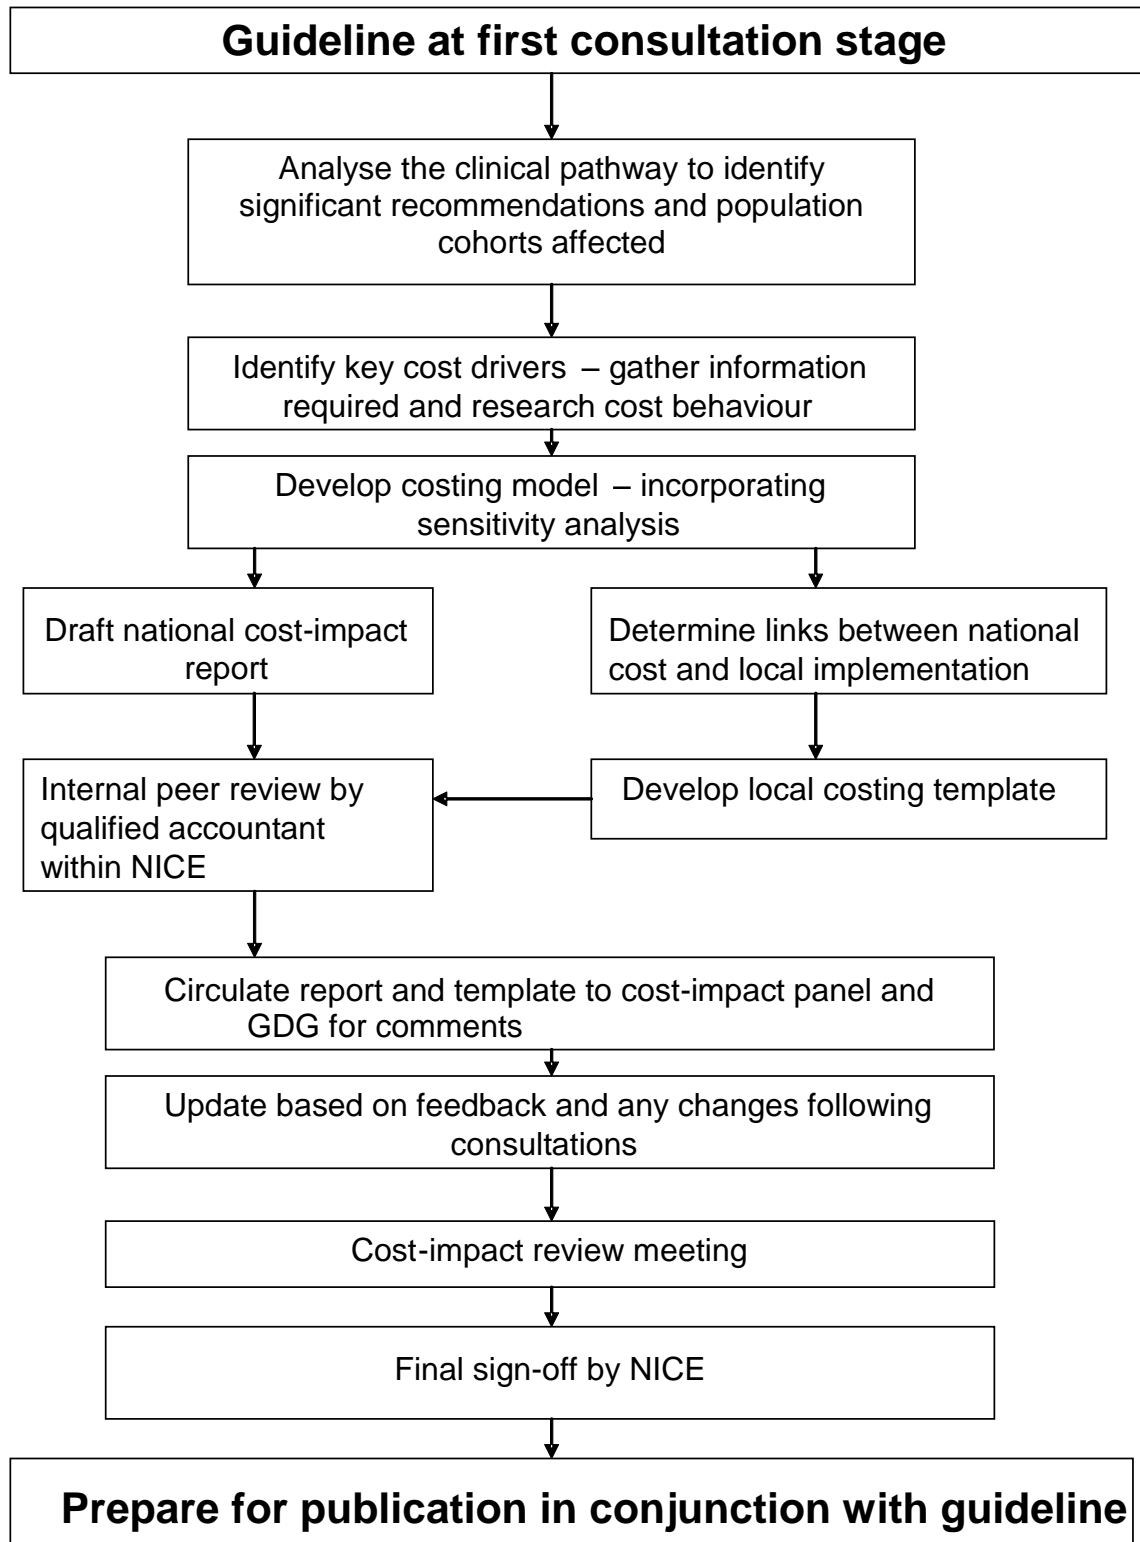 Guideline at first consultation stage
Analyse the clinical pathway to identify
significant recommendations and population
cohorts affected
Identify key cost drivers – gather information
required and research cost behaviour
Develop costing model – incorporating
sensitivity analysis
Draft national cost-impact
report
Determine links between national
cost and local implementation
Internal peer review by
qualified accountant
within NICE
Develop local costing template
Circulate report and template to cost-impact panel and
GDG for comments
Update based on feedback and any changes following
consultations
Cost-impact review meeting
Final sign-off by NICE
Prepare for publication in conjunction with guideline